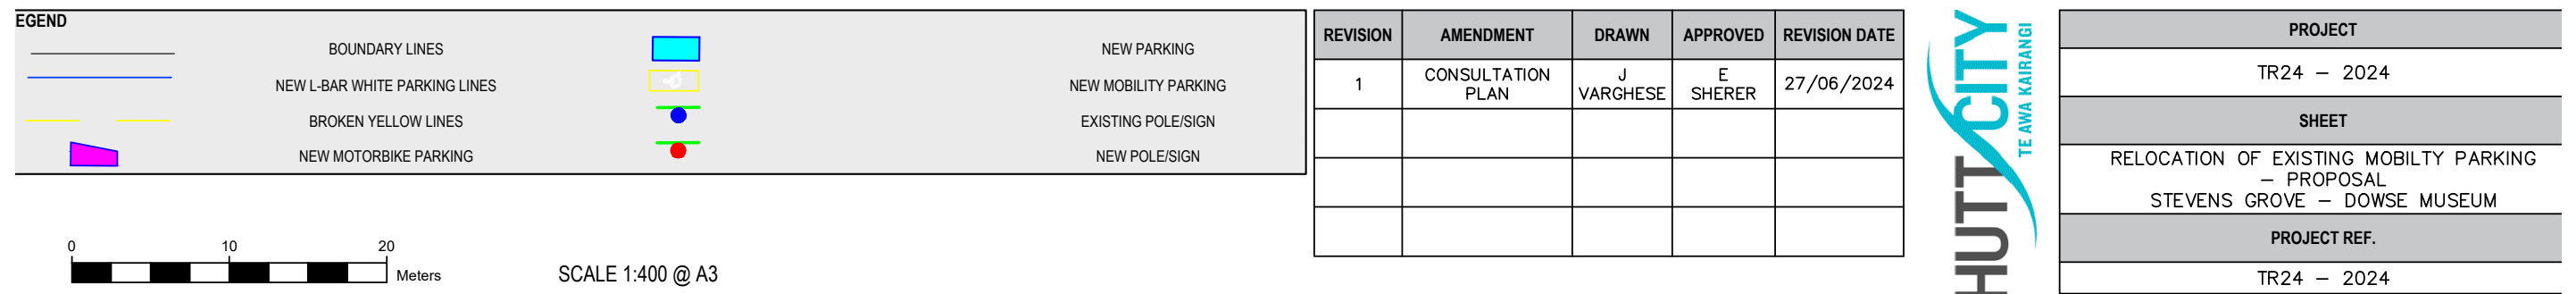 EGEND
BOUNDARY LINES
NEW L-BAR WHITE PARKING LINES
BROKEN YELLOW LINES
NEW MOTORBIKE PARKING
NEW PARKING
NEW MOBILITY PARKING
EXISTING POLE/SIGN
NEW POLE/SIGN
0 10 20
Meters
SCALE 1:400 @ A3
REVISION AMENDMENT DRAWN APPROVED REVISION DATE
1 CONSULTATION PLAN J VARGHESE E SHERER 27/06/2024
HUTT CITY
TE AWA KAIRANGI
PROJECT
TR24 - 2024
SHEET
RELOCATION OF EXISTING MOBILTY PARKING
- PROPOSAL
STEVENS GROVE - DOWSE MUSEUM
PROJECT REF.
TR24 - 2024